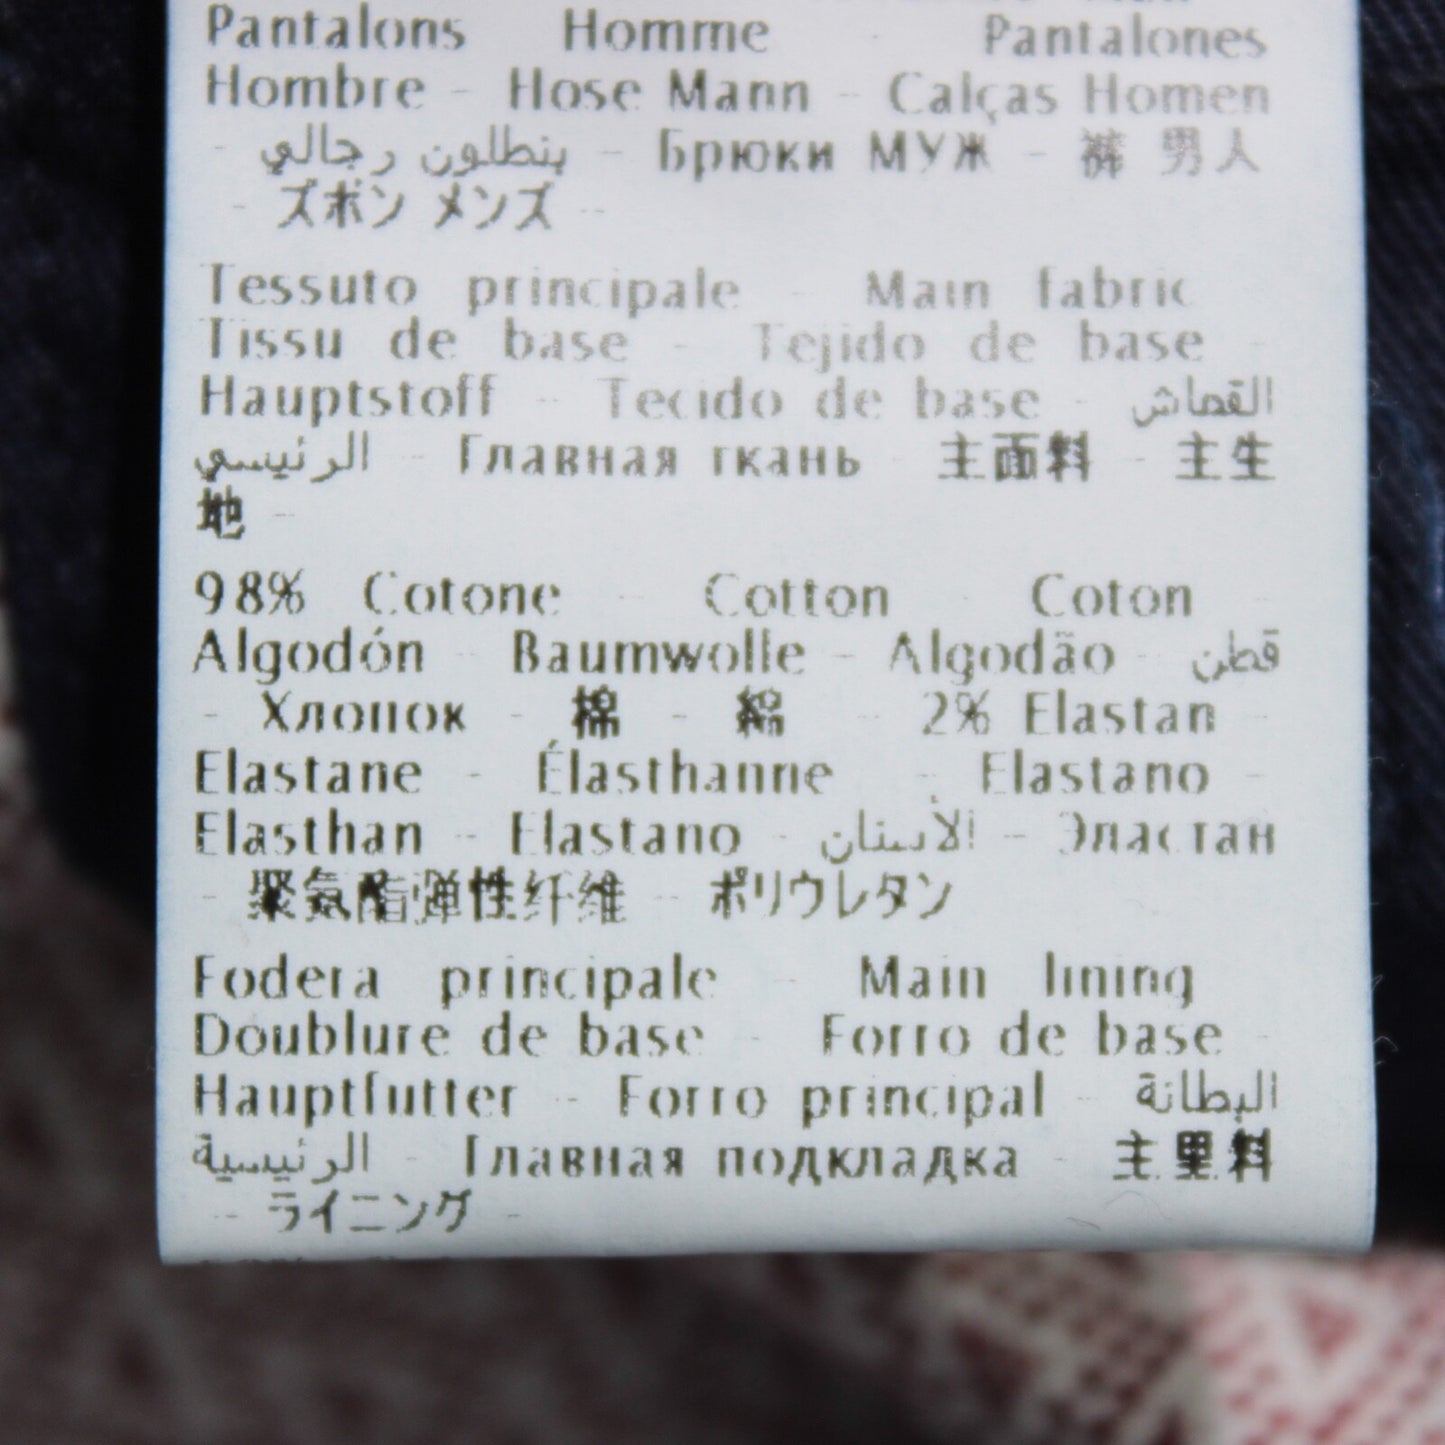 Pantalons Homme - Pantalones
Hombre - Hose Mann - Calças Homen
- بنطلون رجالي - Брюки МУЖ - 裤 男人
- ズボン メンズ -
Tessuto principale - Main fabric
Tissu de base - Tejido de base -
Hauptstoff - Tecido de base - القماش
الرئيسي - Главная ткань - 主面料 - 主生
地 -
98% Cotone - Cotton - Coton -
Algodón - Baumwolle - Algodão - قطن
- Хлопок - 棉 - 綿 - 2% Elastan -
Elastane - Élasthanne - Elastano -
Elasthan - Elastano - الاستان - Эластан
- 聚氨酯弹性纤维 - ポリウレタン
Fodera principale - Main lining
Doublure de base - Forro de base -
Hauptfutter - Forro principal - البطانة
الرئيسية - Главная подкладка - 主里料
- ライニング -